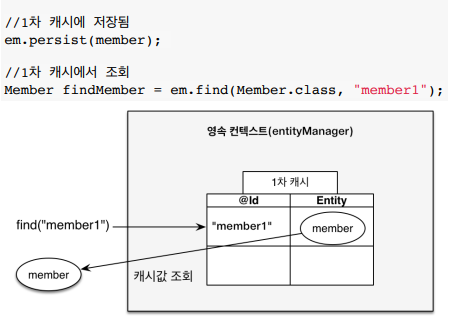 //1차 캐시에 저장됨
em.persist(member);
//1차 캐시에서 조회
Member findMember = em.find(Member.class, "member1");
영속 컨텍스트(entityManager)
1차 캐시
@Id Entity
find("member1") "member1" member
member
캐시값 조회